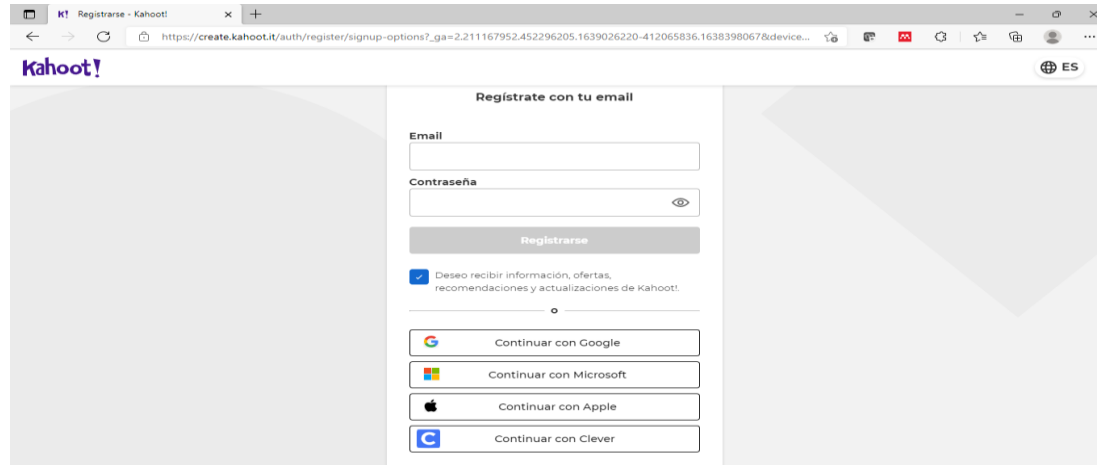 Registrarse - Kahoot!
https://create.kahoot.it/auth/register/signup-options?_ga=2.211167952.452296205.1639026220-412065836.1638398067&device...
Kahoot!
ES
Regístrate con tu email
Email
Contraseña
Registrarse
Deseo recibir información, ofertas,
recomendaciones y actualizaciones de Kahoot!.
o
Continuar con Google
Continuar con Microsoft
Continuar con Apple
Continuar con Clever